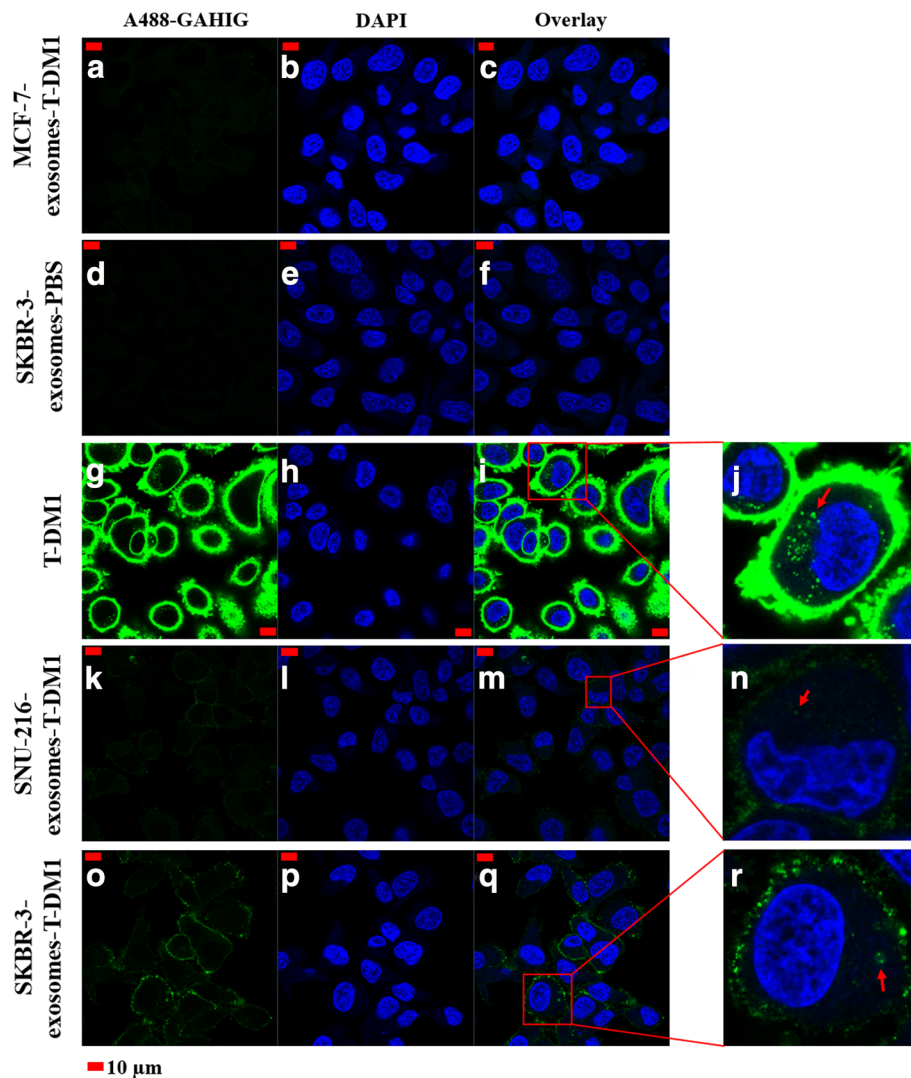 A488-GAHIG DAPI Overlay
MCF-7-
exosomes-T-DM1
a b c
SKBR-3-
exosomes-PBS
d e f
T-DM1
g h i j
SNU-216-
exosomes-T-DM1
k l m n
SKBR-3-
exosomes-T-DM1
o p q r
10 µm